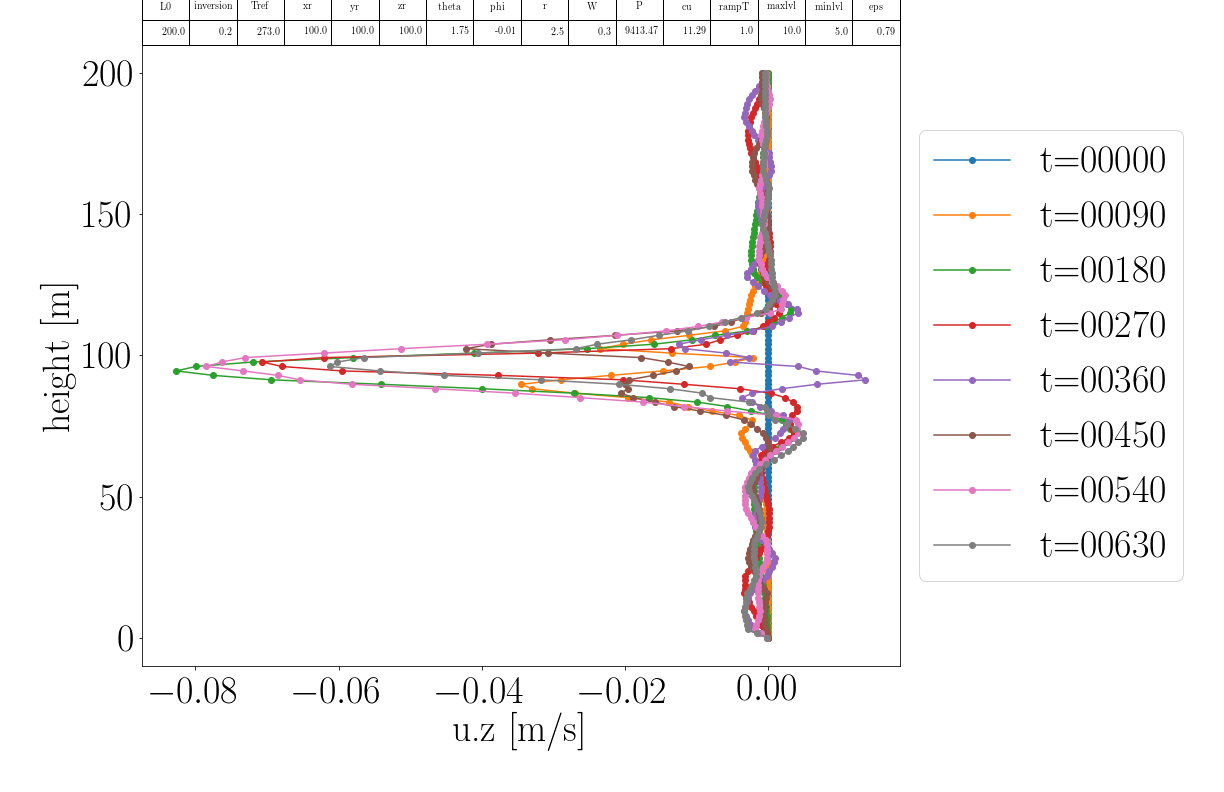 L0 inversion Tref xr yr zr theta phi r W P cu rampT maxlvl minlvl eps
200.0 0.2 273.0 100.0 100.0 100.0 1.75 -0.01 2.5 0.3 9413.47 11.29 1.0 10.0 5.0 0.79
200
150
100
50
0
height [m]
−0.08 −0.06 −0.04 −0.02 0.00
u.z [m/s]
t=00000
t=00090
t=00180
t=00270
t=00360
t=00450
t=00540
t=00630